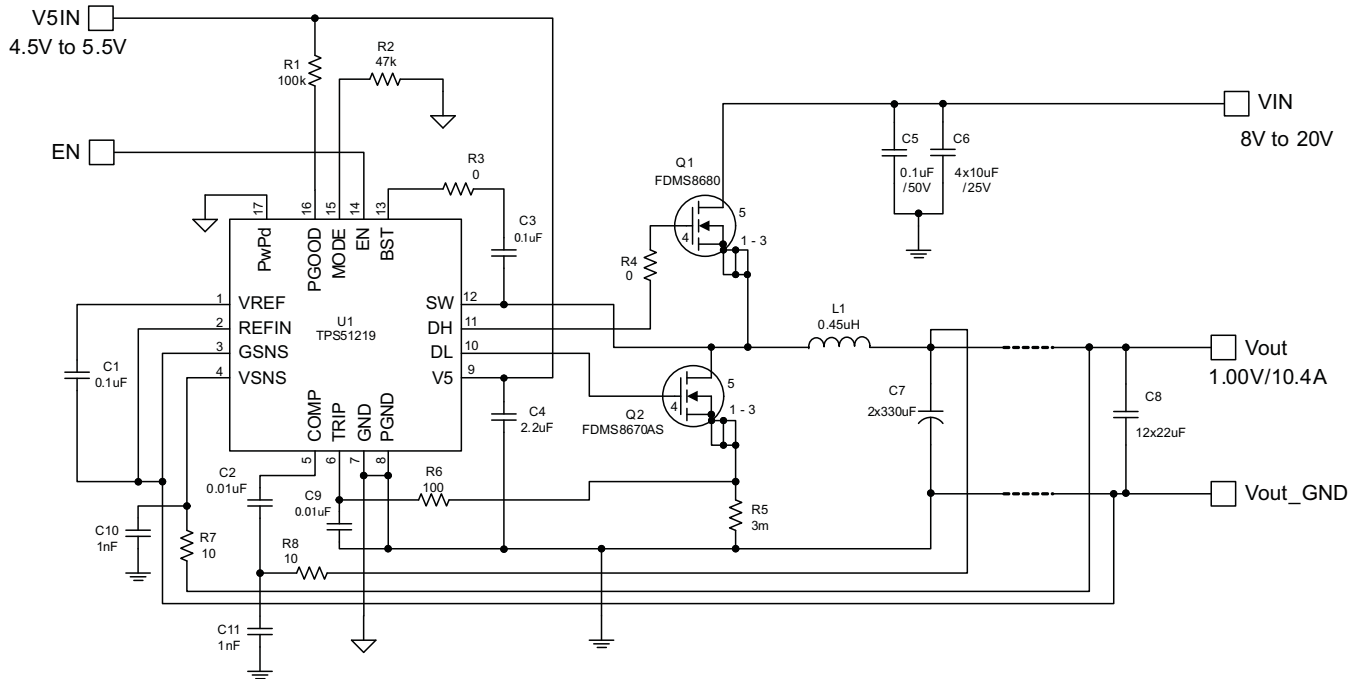 V5IN
4.5V to 5.5V
R1
100k
R2
47k
VIN
8V to 20V
C5
0.1uF
/50V
C6
4x10uF
/25V
EN
R3
0
Q1
FDMS8680
5
4
1 - 3
C3
0.1uF
R4
0
17
16
15
14
13
PwPd
PGOOD
MODE
EN
BST
1
VREF
2
REFIN
3
GSNS
4
VSNS
U1
TPS51219
SW
12
DH
11
DL
10
V5
9
COMP
TRIP
GND
PGND
5
6
7
8
C1
0.1uF
L1
0.45uH
Vout
1.00V/10.4A
5
4
1 - 3
Q2
FDMS8670AS
C4
2.2uF
C7
2x330uF
C8
12x22uF
C2
0.01uF
C9
0.01uF
R6
100
R5
3m
Vout_GND
C10
1nF
R7
10
R8
10
C11
1nF